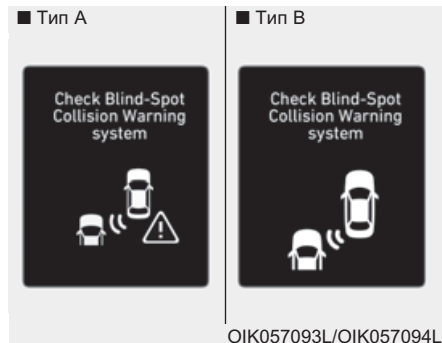 ■ Тип A
■ Тип B
Check Blind-Spot
Collision Warning
system
Check Blind-Spot
Collision Warning
system
OIK057093L/OIK057094L